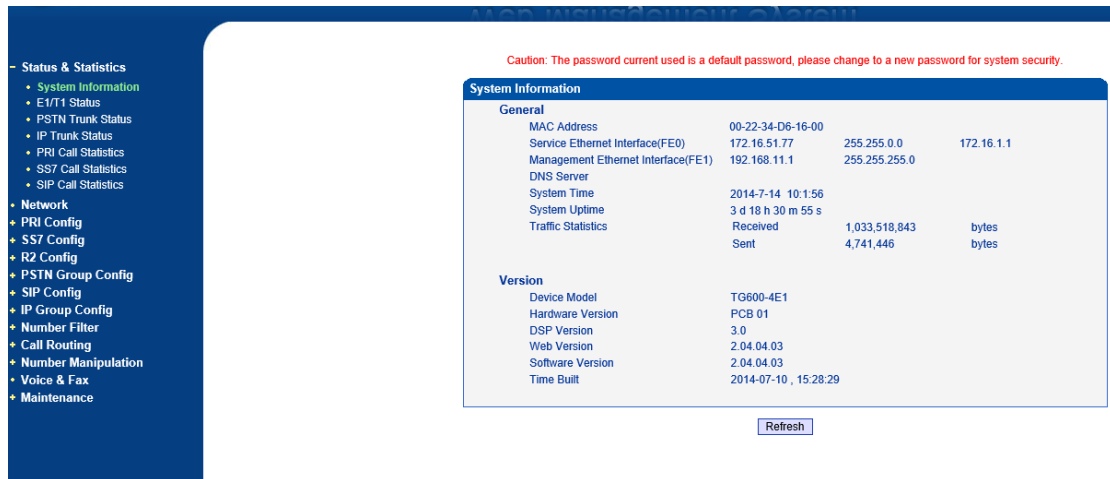 Web Management System
Caution: The password current used is a default password, please change to a new password for system security.
Status & Statistics
System Information
E1/T1 Status
PSTN Trunk Status
IP Trunk Status
PRI Call Statistics
SS7 Call Statistics
SIP Call Statistics
Network
PRI Config
SS7 Config
R2 Config
PSTN Group Config
SIP Config
IP Group Config
Number Filter
Call Routing
Number Manipulation
Voice & Fax
Maintenance
System Information
General
MAC Address 00-22-34-D6-16-00
Service Ethernet Interface(FE0) 172.16.51.77 255.255.0.0 172.16.1.1
Management Ethernet Interface(FE1) 192.168.11.1 255.255.255.0
DNS Server
System Time 2014-7-14 10:1:56
System Uptime 3 d 18 h 30 m 55 s
Traffic Statistics Received 1,033,518,843 bytes
Sent 4,741,446 bytes
Version
Device Model TG600-4E1
Hardware Version PCB 01
DSP Version 3.0
Web Version 2.04.04.03
Software Version 2.04.04.03
Time Built 2014-07-10 , 15:28:29
Refresh